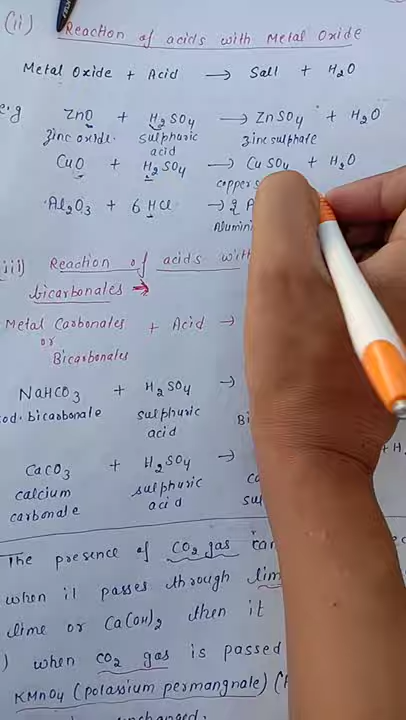 (ii) Reaction of acids with Metal Oxide
Metal Oxide + Acid → Salt + H₂O
e.g ZnO + H₂SO₄ → ZnSO₄ + H₂O
zinc oxide. sulphuric acid zinc sulphate
CuO + H₂SO₄ → CuSO₄ + H₂O
copper
Al₂O₃ + 6 HCl →
(iii) Reaction of acids with
bicarbonates →
Metal Carbonates + Acid →
or
Bicarbonates
NaHCO₃ + H₂SO₄ →
sod. bicarbonate sulphuric acid
CaCO₃ + H₂SO₄ →
calcium carbonate sulphuric acid
The presence of CO₂ gas can
when it passes through
lime or Ca(OH)₂ then it
) when CO₂ gas is passed
KMnO₄ (potassium permangnate)
unchanged.